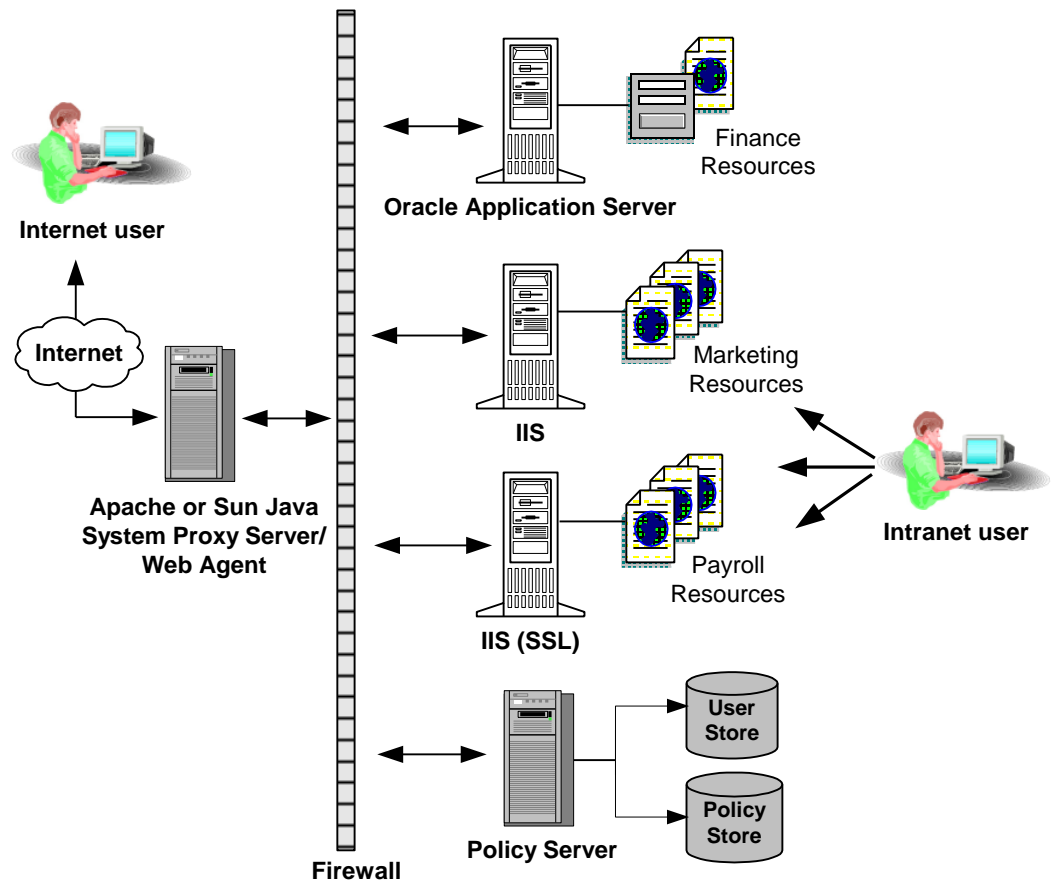 Finance
Resources
Oracle Application Server
Internet user
Internet
Marketing
Resources
IIS
Apache or Sun Java
System Proxy Server/
Web Agent
Intranet user
Payroll
Resources
IIS (SSL)
User
Store
Policy
Store
Policy Server
Firewall